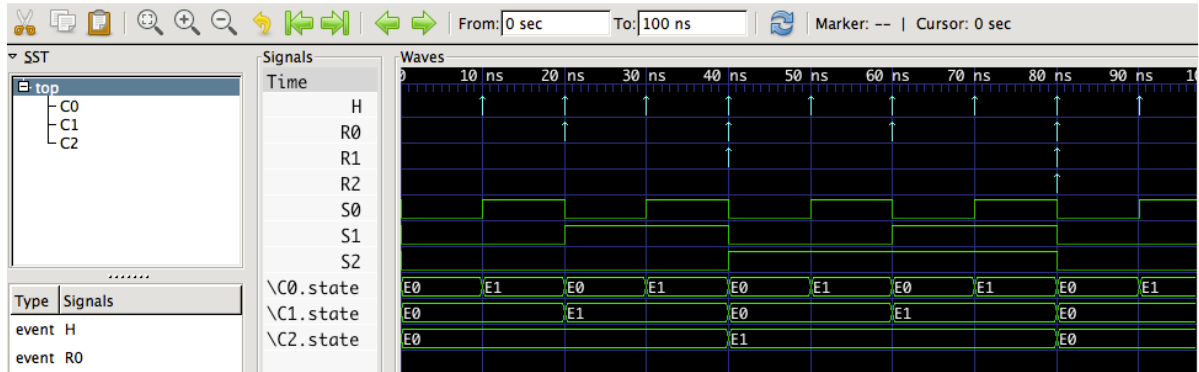 From: 0 sec To: 100 ns Marker: -- | Cursor: 0 sec
SST
top
C0
C1
C2
Type Signals
event H
event R0
Signals
Time
H
R0
R1
R2
S0
S1
S2
\C0.state
\C1.state
\C2.state
Waves
10 ns 20 ns 30 ns 40 ns 50 ns 60 ns 70 ns 80 ns 90 ns
E0 E1 E0 E1 E0 E1 E0 E1 E0 E1
E0 E1 E0 E1 E0
E0 E1 E0